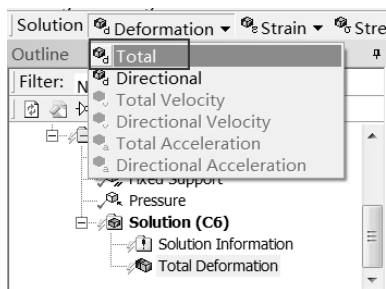 Solution Deformation Strain Stre
Outline
Total
Filter:
Directional
Total Velocity
Directional Velocity
Total Acceleration
Directional Acceleration
Fixed Support
Pressure
Solution (C6)
Solution Information
Total Deformation